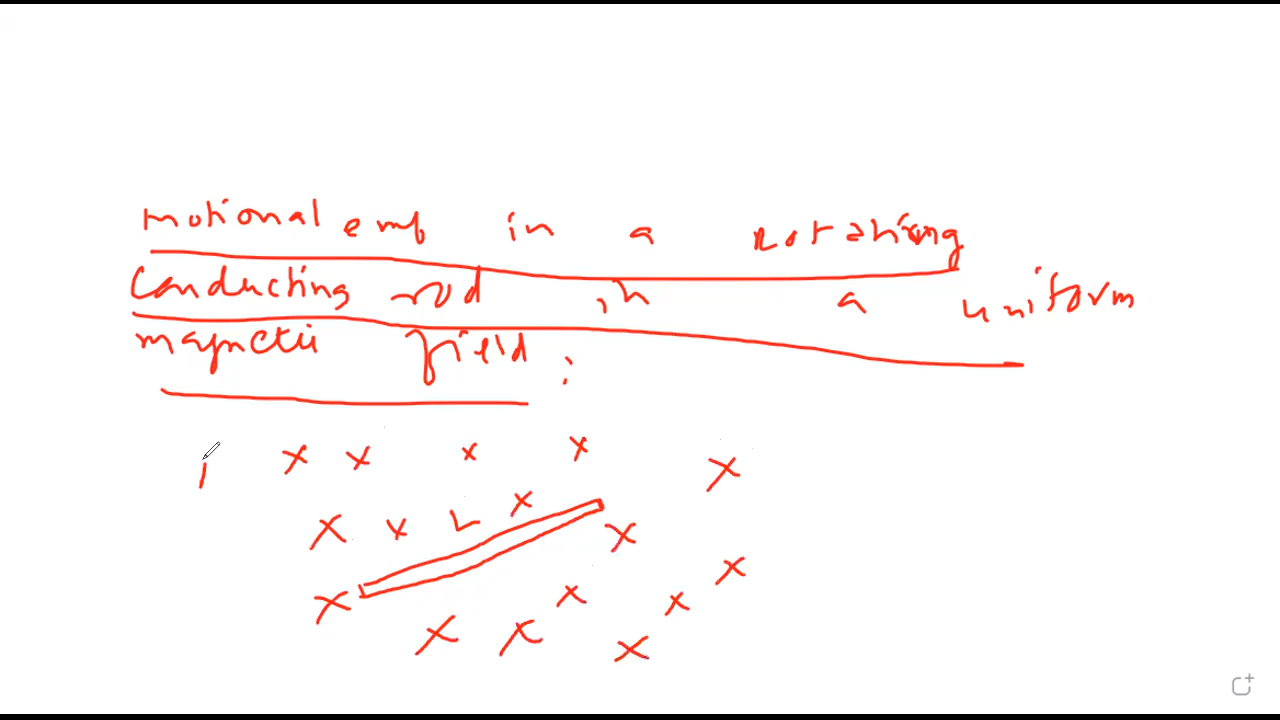 motional emf in a rotating
conducting rod in a uniform
magnetic field :